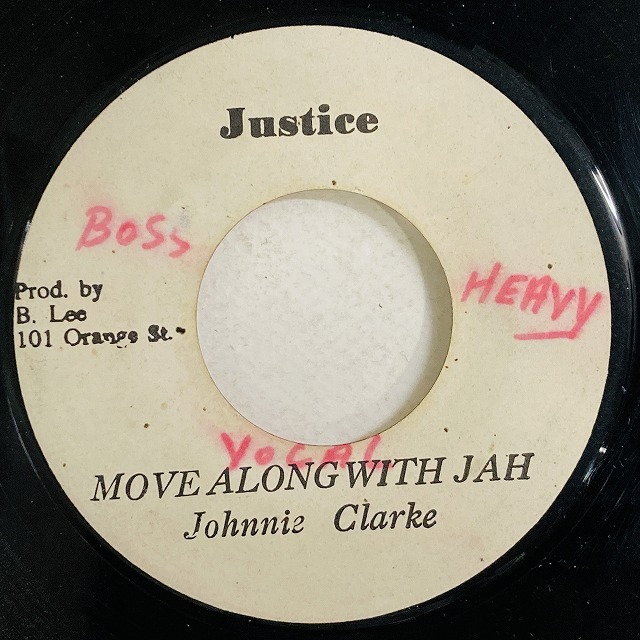 Justice
BOSS
HEAVY
Prod. by
B. Lee
101 Orange St.
VOCAL
MOVE ALONG WITH JAH
Johnnie Clarke